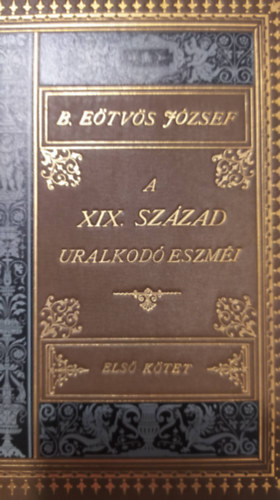 B. EÖTVÖS JÓZSEF
A
XIX. SZÁZAD
URALKODÓ ESZMÉI
ELSŐ KÖTET